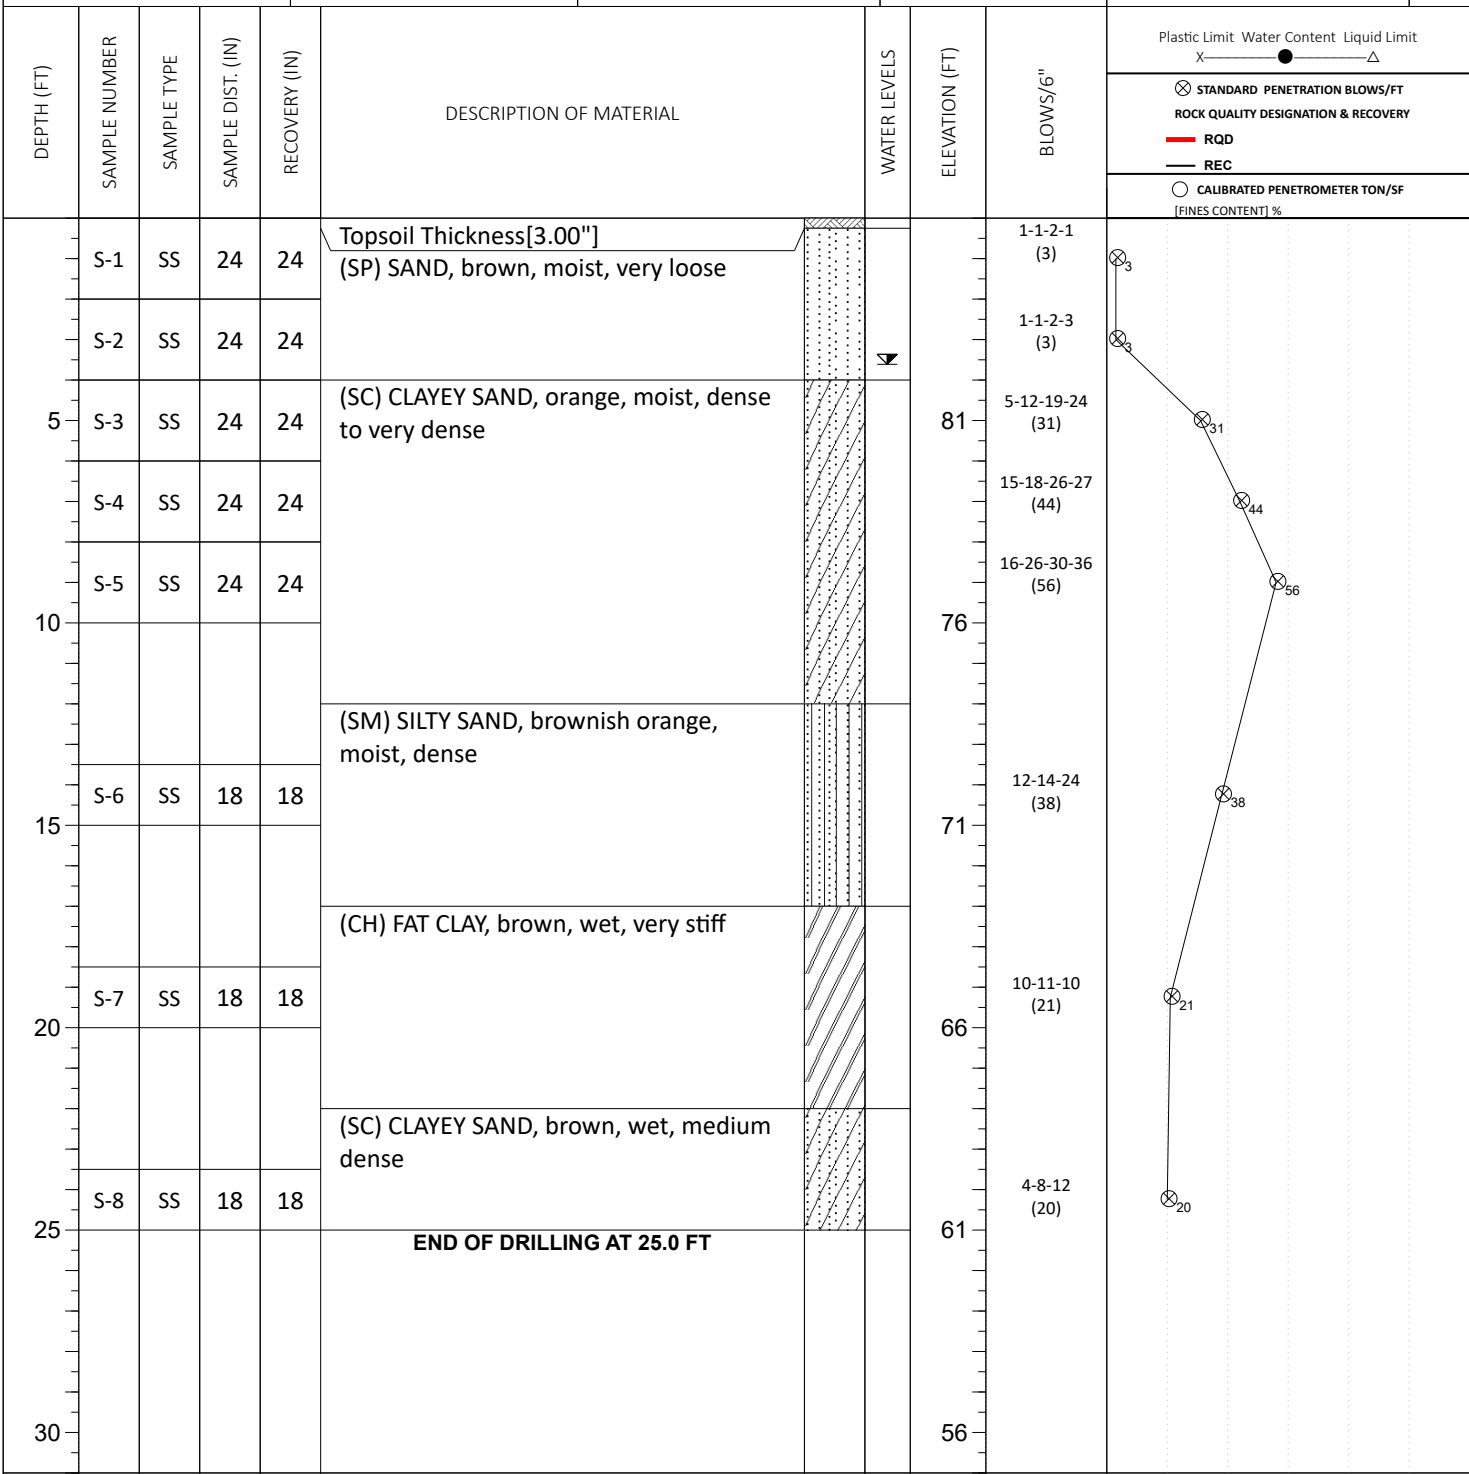 DEPTH (FT)
SAMPLE NUMBER
SAMPLE TYPE
SAMPLE DIST. (IN)
RECOVERY (IN)
DESCRIPTION OF MATERIAL
WATER LEVELS
ELEVATION (FT)
BLOWS/6"
Plastic Limit Water Content Liquid Limit
X
STANDARD PENETRATION BLOWS/FT
ROCK QUALITY DESIGNATION & RECOVERY
RQD
REC
CALIBRATED PENETROMETER TON/SF
[FINES CONTENT] %
Topsoil Thickness[3.00"]
S-1 SS 24 24
(SP) SAND, brown, moist, very loose
1-1-2-1
(3)
3
S-2 SS 24 24
1-1-2-3
(3)
3
5
S-3 SS 24 24
(SC) CLAYEY SAND, orange, moist, dense
to very dense
81
5-12-19-24
(31)
31
S-4 SS 24 24
15-18-26-27
(44)
44
S-5 SS 24 24
16-26-30-36
(56)
56
10
76
(SM) SILTY SAND, brownish orange,
moist, dense
S-6 SS 18 18
12-14-24
(38)
38
15
71
(CH) FAT CLAY, brown, wet, very stiff
S-7 SS 18 18
10-11-10
(21)
21
20
66
(SC) CLAYEY SAND, brown, wet, medium
dense
S-8 SS 18 18
4-8-12
(20)
20
25
61
END OF DRILLING AT 25.0 FT
30
56